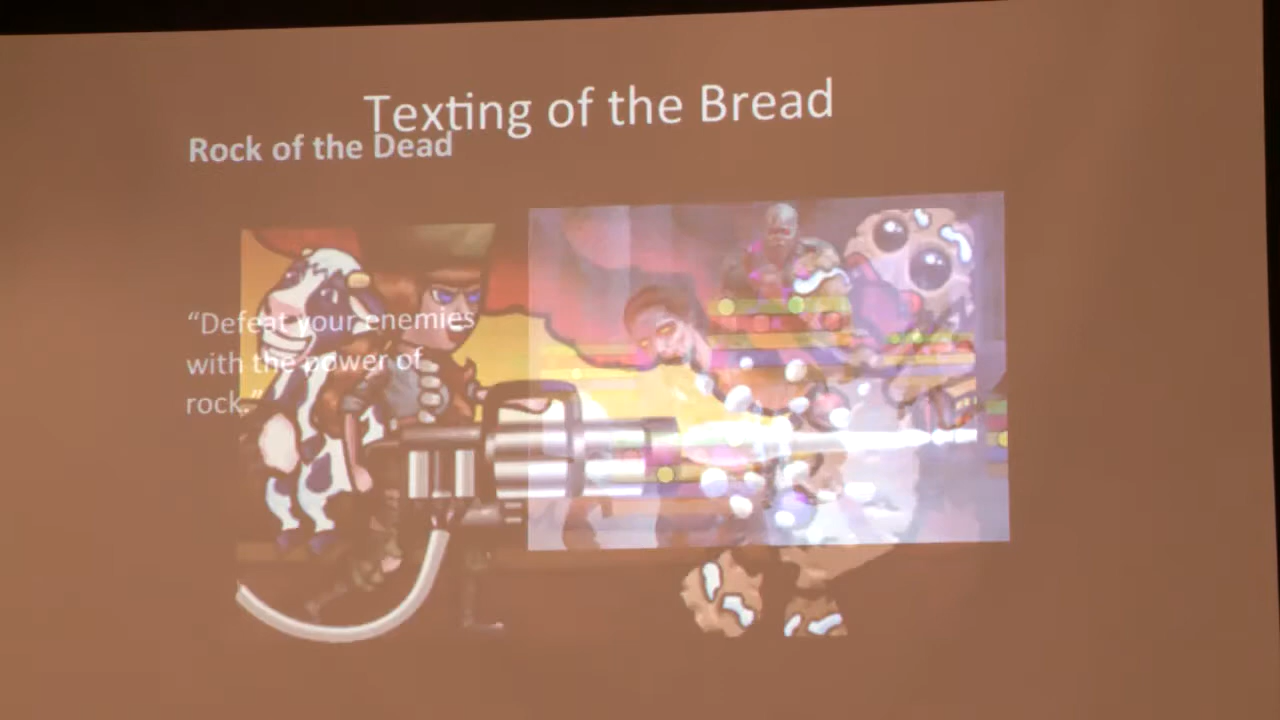 Texting of the Bread
Rock of the Dead
“Defeat your enemies
with the power of
rock.”